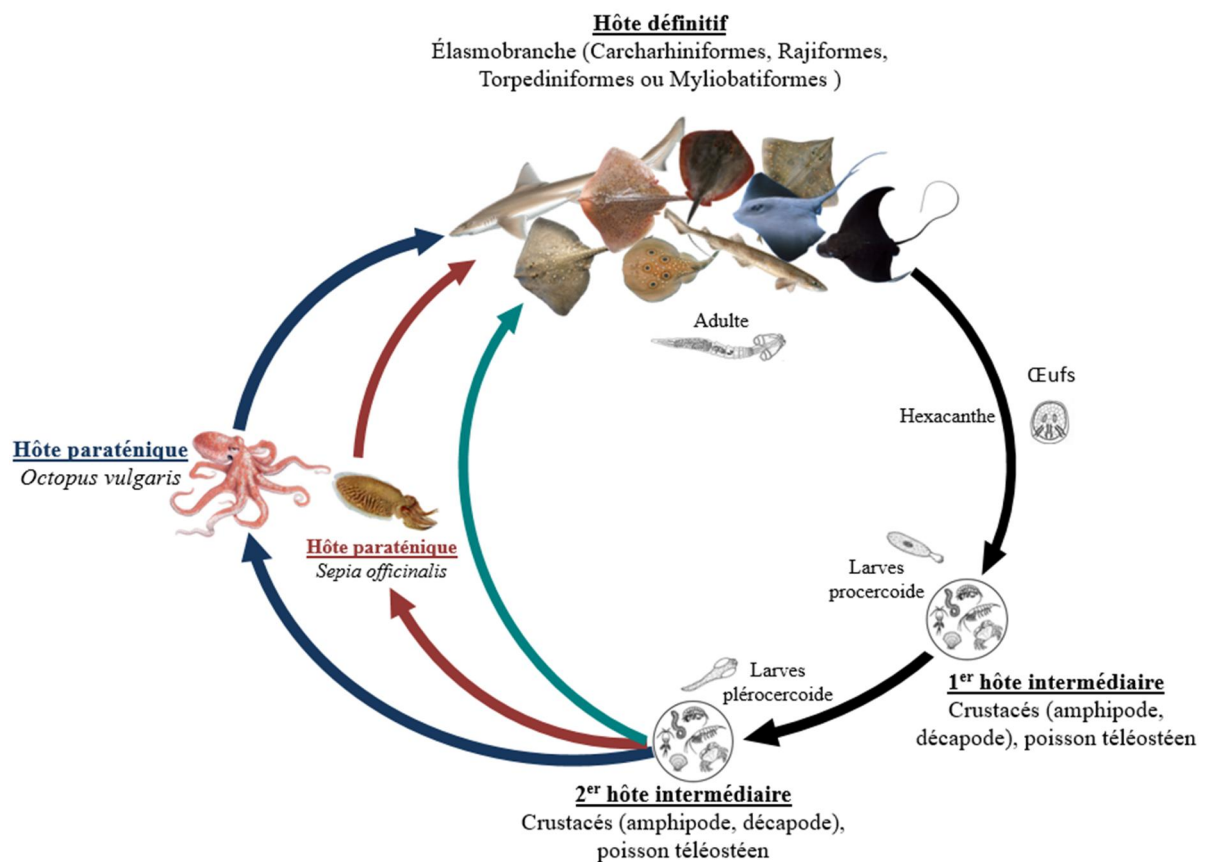 Hôte définitif
Élasmobranche (Carcharhiniformes, Rajiformes,
Torpediniformes ou Myliobatiformes )
Adulte
Œufs
Hexacanthe
Hôte paraténique
Octopus vulgaris
Hôte paraténique
Sepia officinalis
Larves
procercoide
1er hôte intermédiaire
Crustacés (amphipode,
décapode), poisson téléostéen
Larves
plérocercoide
2er hôte intermédiaire
Crustacés (amphipode, décapode),
poisson téléostéen